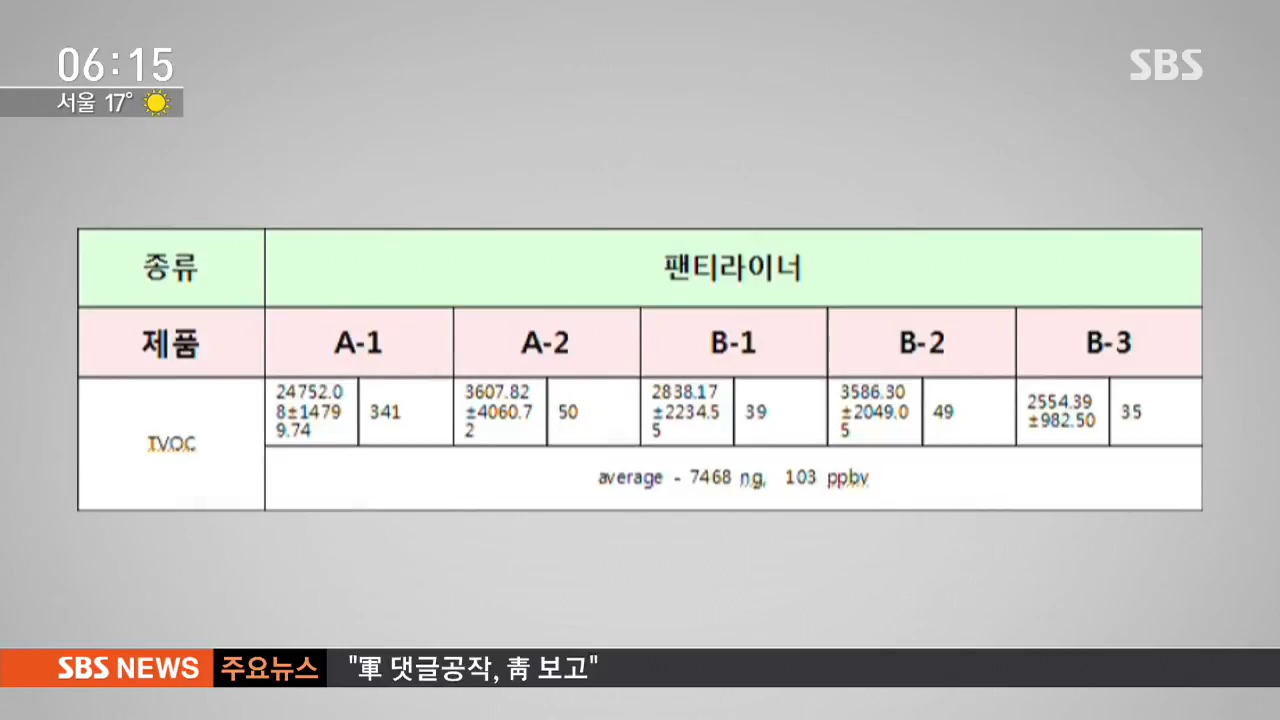 06:15
SBS
서울 17°
종류
팬티라이너
제품
A-1
A-2
B-1
B-2
B-3
TVOC
24752.0
8±1479
9.74
341
3607.82
±4060.7
2
50
2838.17
±2234.5
5
39
3586.30
±2049.0
5
49
2554.39
±982.50
35
average - 7468 ng, 103 ppbv
SBS NEWS 주요뉴스 "軍 댓글공작, 靑 보고"